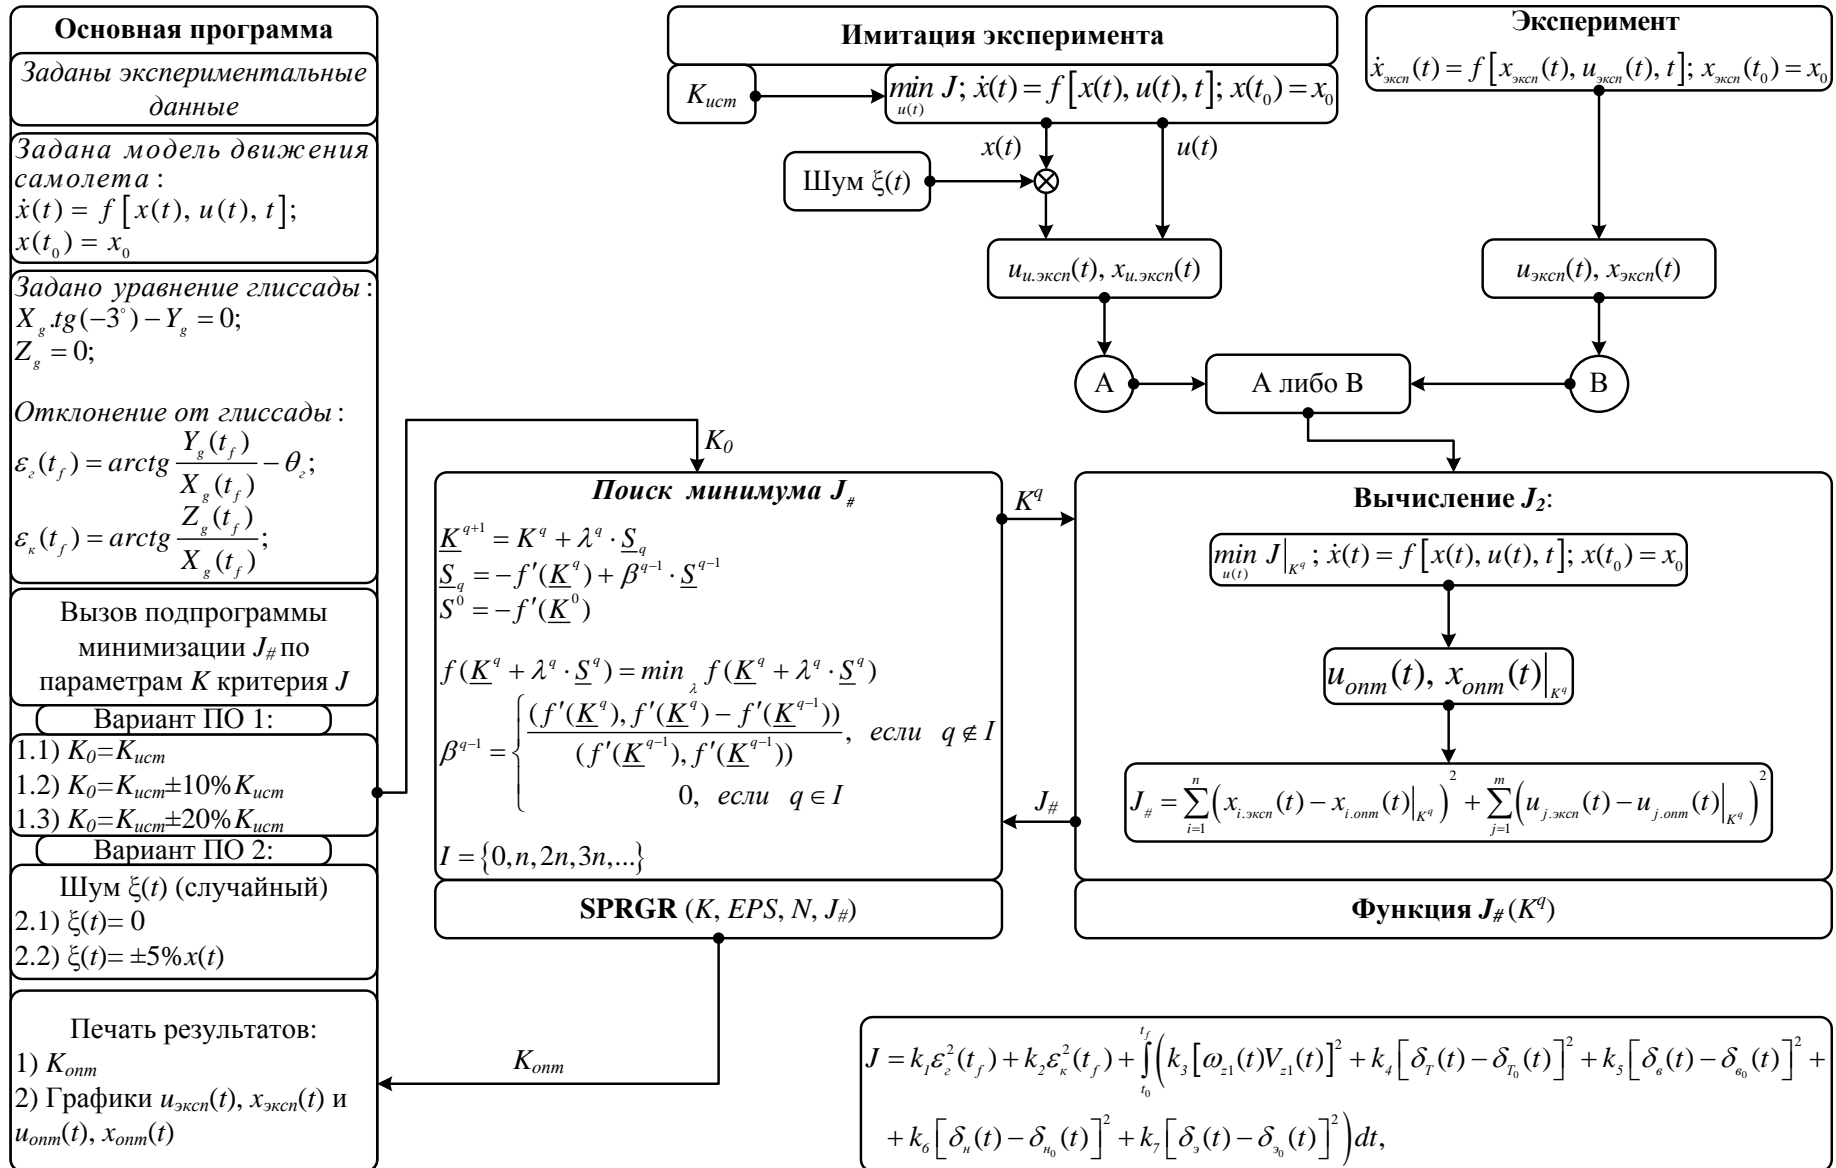 Основная программа
Заданы экспериментальные
данные
Задана модель движения
самолета :
ẋ(t) = f [x(t), u(t), t];
x(t₀) = x₀
Задано уравнение глиссады :
X_g.tg(−3°) − Y_g = 0;
Z_g = 0;
Отклонение от глиссады :
ε_г(t_f) = arctg Y_g(t_f) / X_g(t_f) − θ_г;
ε_к(t_f) = arctg Z_g(t_f) / X_g(t_f);
Вызов подпрограммы
минимизации J_# по
параметрам K критерия J
Вариант ПО 1:
1.1) K₀=K_ист
1.2) K₀=K_ист±10%K_ист
1.3) K₀=K_ист±20%K_ист
Вариант ПО 2:
Шум ξ(t) (случайный)
2.1) ξ(t)= 0
2.2) ξ(t)= ±5%x(t)
Печать результатов:
1) K_опт
2) Графики u_эксп(t), x_эксп(t) и
u_опт(t), x_опт(t)
K₀
Поиск минимума J_#
K^{q+1} = K^q + λ^q · S_q
S_q = −f′(K^q) + β^{q−1} · S^{q−1}
S^0 = −f′(K^0)
f(K^q + λ^q · S^q) = min_λ f(K^q + λ^q · S^q)
β^{q−1} = { (f′(K^q), f′(K^q) − f′(K^{q−1})) / (f′(K^{q−1}), f′(K^{q−1})), если q ∉ I
0, если q ∈ I
I = {0, n, 2n, 3n,...}
SPRGR (K, EPS, N, J_#)
K_опт
K^q
J_#
Имитация эксперимента
K_ист
min_{u(t)} J; ẋ(t) = f [x(t), u(t), t]; x(t₀) = x₀
x(t)
u(t)
Шум ξ(t)
u_и.эксп(t), x_и.эксп(t)
A
А либо В
B
Эксперимент
ẋ_эксп(t) = f [x_эксп(t), u_эксп(t), t]; x_эксп(t₀) = x₀
u_эксп(t), x_эксп(t)
Вычисление J₂:
min_{u(t)} J|_{K^q} ; ẋ(t) = f [x(t), u(t), t]; x(t₀) = x₀
u_опт(t), x_опт(t)|_{K^q}
J_# = ∑_{i=1}^{n} (x_i.эксп(t) − x_i.опт(t)|_{K^q})² + ∑_{j=1}^{m} (u_j.эксп(t) − u_j.опт(t)|_{K^q})²
Функция J_# (K^q)
J = k₁ε_г²(t_f) + k₂ε_к²(t_f) + ∫_{t₀}^{t_f} (k₃ [ω_z1(t)V_z1(t)]² + k₄ [δ_T(t) − δ_T₀(t)]² + k₅ [δ_в(t) − δ_в₀(t)]² +
+ k₆ [δ_н(t) − δ_н₀(t)]² + k₇ [δ_э(t) − δ_э₀(t)]²) dt,